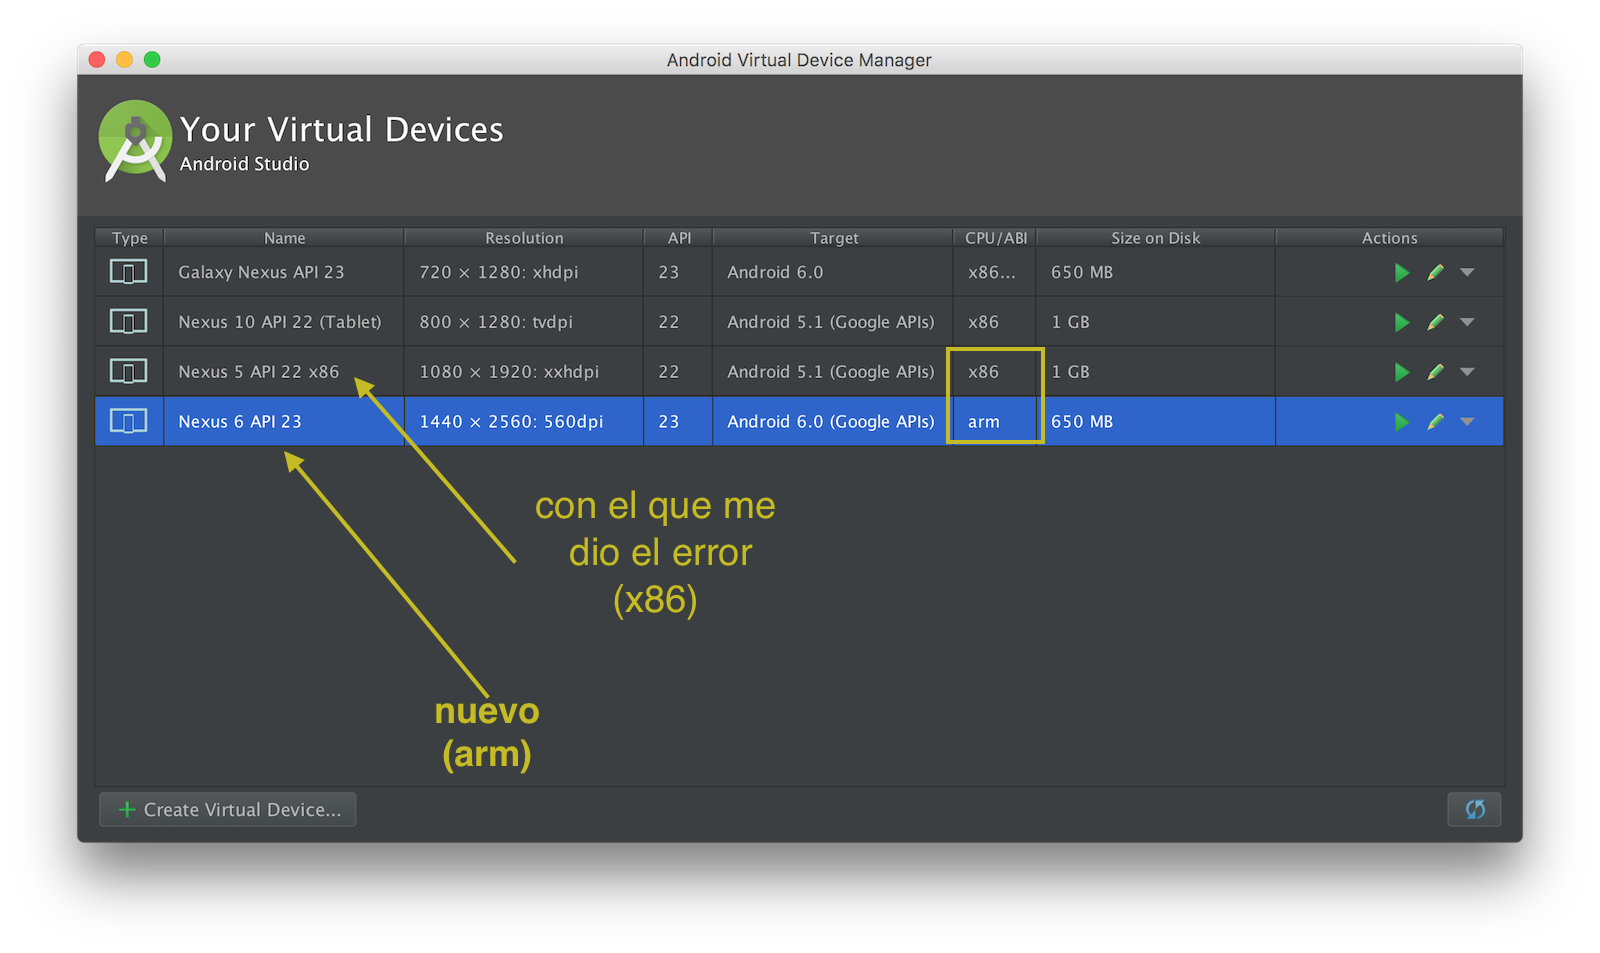 Android Virtual Device Manager
Your Virtual Devices
Android Studio
Type Name Resolution API Target CPU/ABI Size on Disk Actions
Galaxy Nexus API 23 720 × 1280: xhdpi 23 Android 6.0 x86... 650 MB
Nexus 10 API 22 (Tablet) 800 × 1280: tvdpi 22 Android 5.1 (Google APIs) x86 1 GB
Nexus 5 API 22 x86 1080 × 1920: xxhdpi 22 Android 5.1 (Google APIs) x86 1 GB
Nexus 6 API 23 1440 × 2560: 560dpi 23 Android 6.0 (Google APIs) arm 650 MB
con el que me
dio el error
(x86)
nuevo
(arm)
Create Virtual Device...